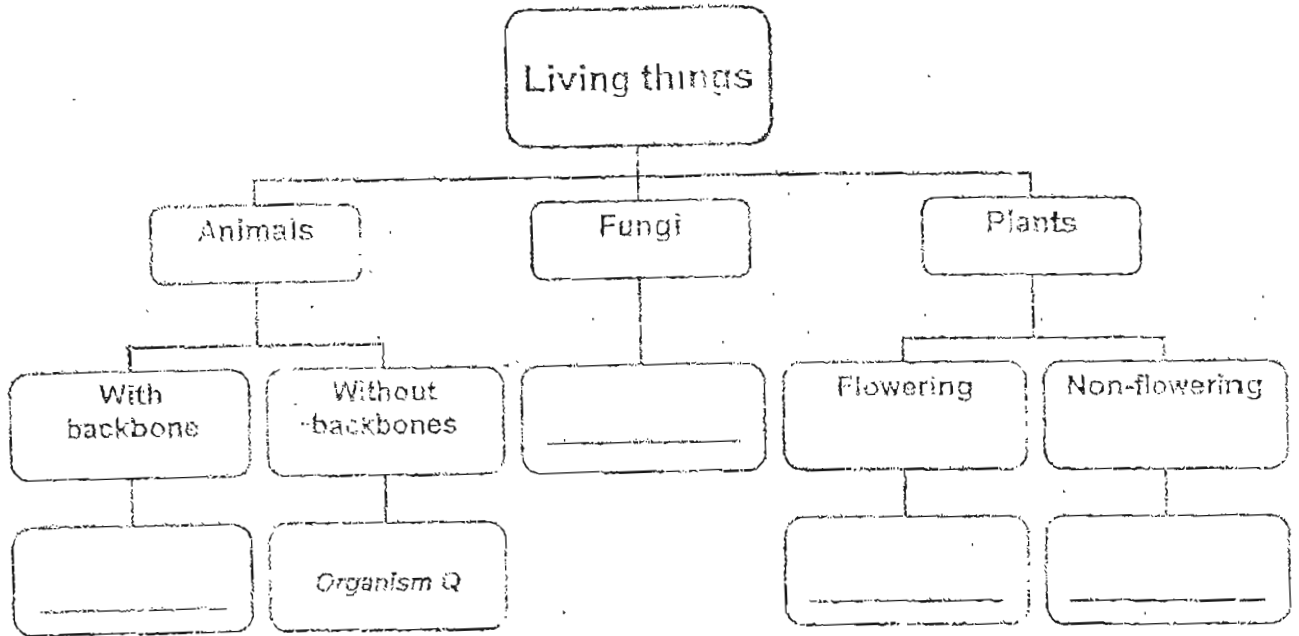 Living things
Animals
Fungi
Plants
With
backbone
Without
backbones
Flowering
Non-flowering
Organism Q